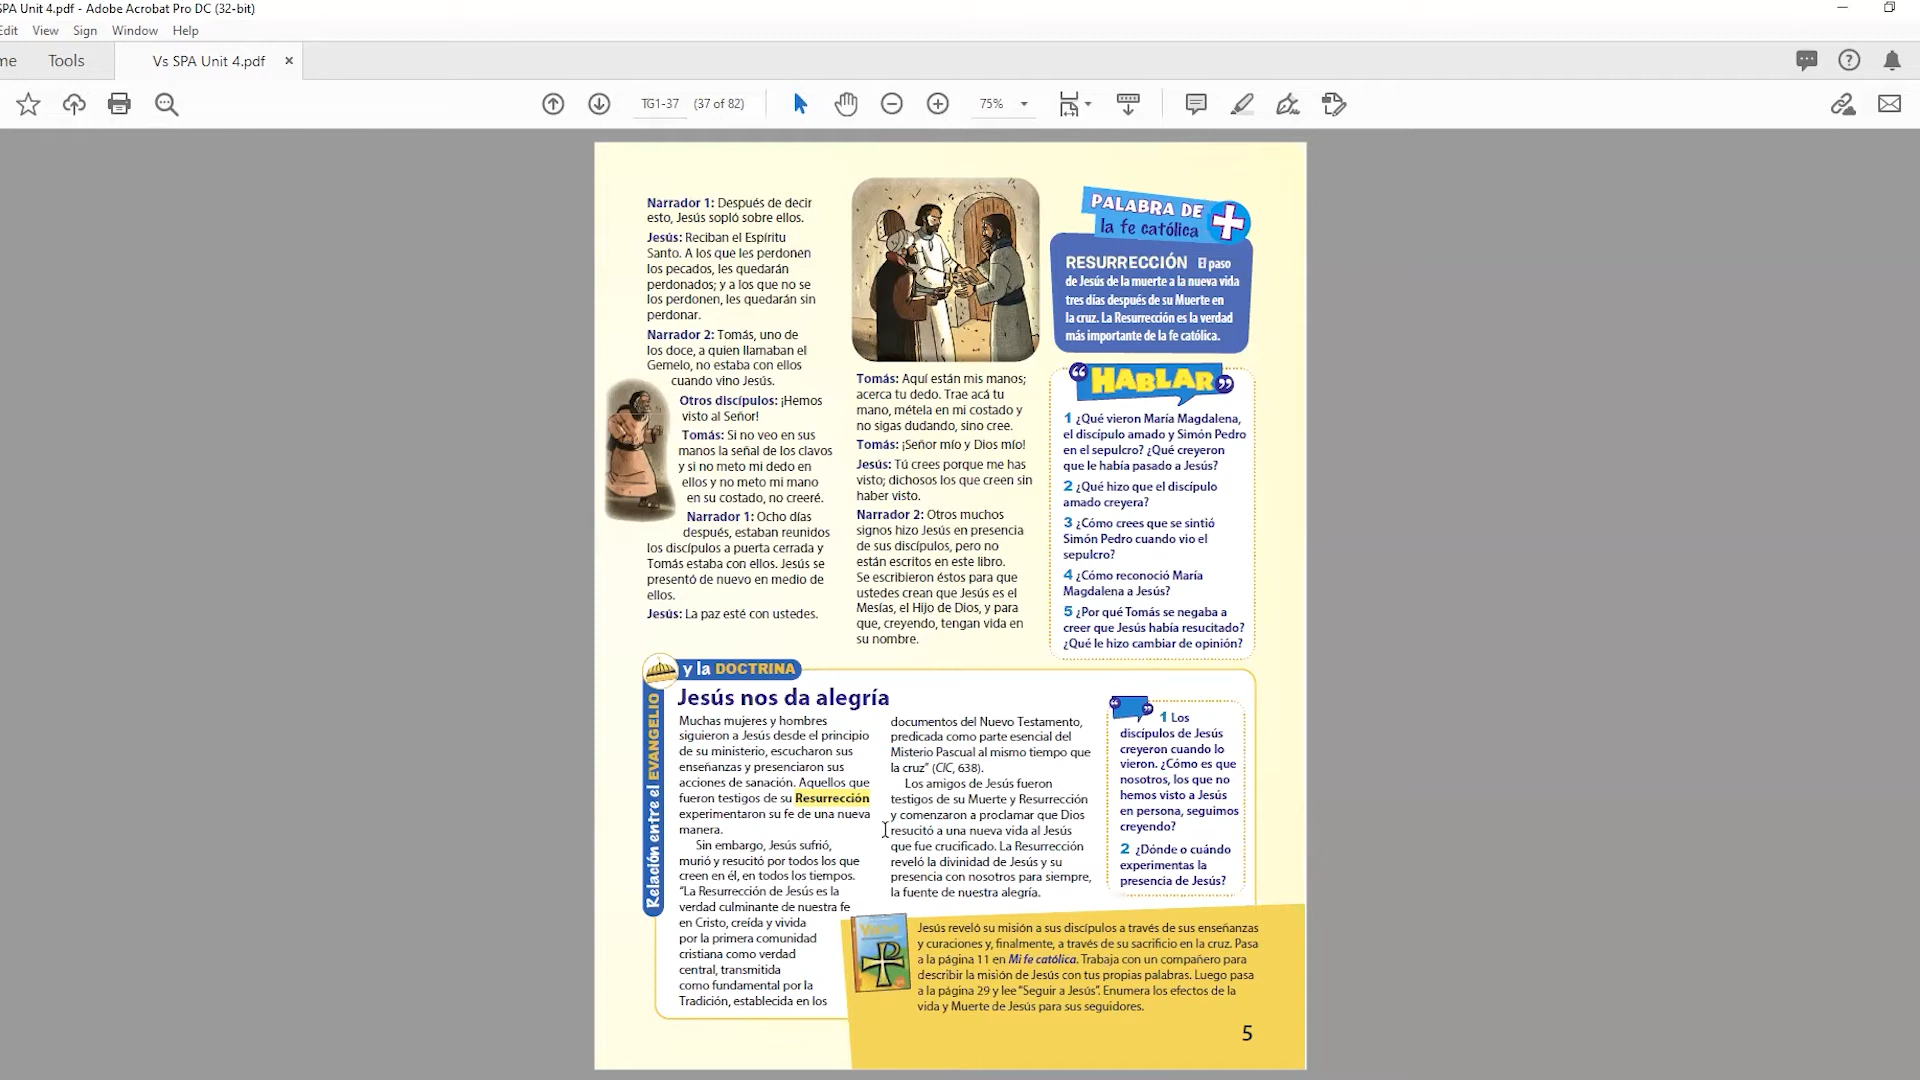 SPA Unit 4.pdf - Adobe Acrobat Pro DC (32-bit)
Edit View Sign Window Help
me Tools Vs SPA Unit 4.pdf ×
TG1-37 (37 of 82) 75%
Narrador 1: Después de decir
esto, Jesús sopló sobre ellos.
Jesús: Reciban el Espíritu
Santo. A los que les perdonen
los pecados, les quedarán
perdonados; y a los que no se
los perdonen, les quedarán sin
perdonar.
Narrador 2: Tomás, uno de
los doce, a quien llamaban el
Gemelo, no estaba con ellos
cuando vino Jesús.
Otros discípulos: ¡Hemos
visto al Señor!
Tomás: Si no veo en sus
manos la señal de los clavos
y si no meto mi dedo en
ellos y no meto mi mano
en su costado, no creeré.
Narrador 1: Ocho días
después, estaban reunidos
los discípulos a puerta cerrada y
Tomás estaba con ellos. Jesús se
presentó de nuevo en medio de
ellos.
Jesús: La paz esté con ustedes.
Tomás: Aquí están mis manos;
acerca tu dedo. Trae acá tu
mano, métela en mi costado y
no sigas dudando, sino cree.
Tomás: ¡Señor mío y Dios mío!
Jesús: Tú crees porque me has
visto; dichosos los que creen sin
haber visto.
Narrador 2: Otros muchos
signos hizo Jesús en presencia
de sus discípulos, pero no
están escritos en este libro.
Se escribieron éstos para que
ustedes crean que Jesús es el
Mesías, el Hijo de Dios, y para
que, creyendo, tengan vida en
su nombre.
PALABRA DE
la fe católica
RESURRECCIÓN El paso
de Jesús de la muerte a la nueva vida
tres días después de su Muerte en
la cruz. La Resurrección es la verdad
más importante de la fe católica.
“HABLAR”
1 ¿Qué vieron María Magdalena,
el discípulo amado y Simón Pedro
en el sepulcro? ¿Qué creyeron
que le había pasado a Jesús?
2 ¿Qué hizo que el discípulo
amado creyera?
3 ¿Cómo crees que se sintió
Simón Pedro cuando vio el
sepulcro?
4 ¿Cómo reconoció María
Magdalena a Jesús?
5 ¿Por qué Tomás se negaba a
creer que Jesús había resucitado?
¿Qué le hizo cambiar de opinión?
Relación entre el EVANGELIO
y la DOCTRINA
Jesús nos da alegría
Muchas mujeres y hombres
siguieron a Jesús desde el principio
de su ministerio, escucharon sus
enseñanzas y presenciaron sus
acciones de sanación. Aquellos que
fueron testigos de su Resurrección
experimentaron su fe de una nueva
manera.
Sin embargo, Jesús sufrió,
murió y resucitó por todos los que
creen en él, en todos los tiempos.
“La Resurrección de Jesús es la
verdad culminante de nuestra fe
en Cristo, creída y vivida
por la primera comunidad
cristiana como verdad
central, transmitida
como fundamental por la
Tradición, establecida en los
documentos del Nuevo Testamento,
predicada como parte esencial del
Misterio Pascual al mismo tiempo que
la cruz” (CIC, 638).
Los amigos de Jesús fueron
testigos de su Muerte y Resurrección
y comenzaron a proclamar que Dios
resucitó a una nueva vida al Jesús
que fue crucificado. La Resurrección
reveló la divinidad de Jesús y su
presencia con nosotros para siempre,
la fuente de nuestra alegría.
1 Los
discípulos de Jesús
creyeron cuando lo
vieron. ¿Cómo es que
nosotros, los que no
hemos visto a Jesús
en persona, seguimos
creyendo?
2 ¿Dónde o cuándo
experimentas la
presencia de Jesús?
Jesús reveló su misión a sus discípulos a través de sus enseñanzas
y curaciones y, finalmente, a través de su sacrificio en la cruz. Pasa
a la página 11 en Mi fe católica. Trabaja con un compañero para
describir la misión de Jesús con tus propias palabras. Luego pasa
a la página 29 y lee “Seguir a Jesús”. Enumera los efectos de la
vida y Muerte de Jesús para sus seguidores.
5